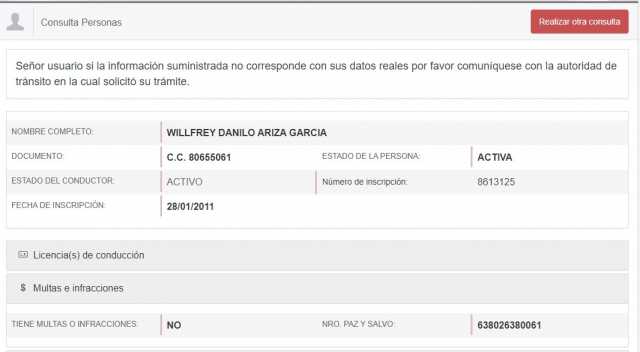 Consulta Personas
Realizar otra consulta
Señor usuario si la información suministrada no corresponde con sus datos reales por favor comuníquese con la autoridad de
tránsito en la cual solicitó su trámite.
NOMBRE COMPLETO: WILLFREY DANILO ARIZA GARCIA
DOCUMENTO: C.C. 80655061 ESTADO DE LA PERSONA: ACTIVA
ESTADO DEL CONDUCTOR: ACTIVO Número de inscripción: 8613125
FECHA DE INSCRIPCIÓN: 28/01/2011
Licencia(s) de conducción
$ Multas e infracciones
TIENE MULTAS O INFRACCIONES: NO NRO. PAZ Y SALVO: 638026380061